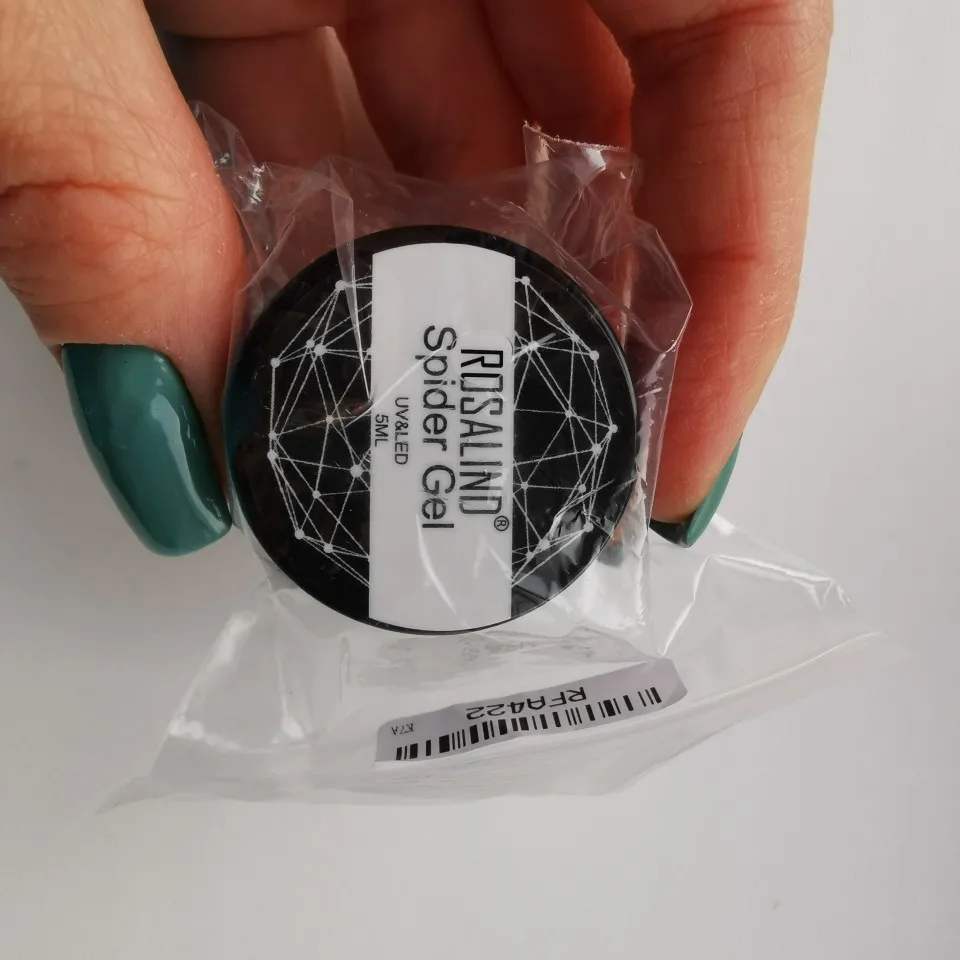 ROSALIND®
Spider Gel
UV&LED
5ML
RFA422
K7A